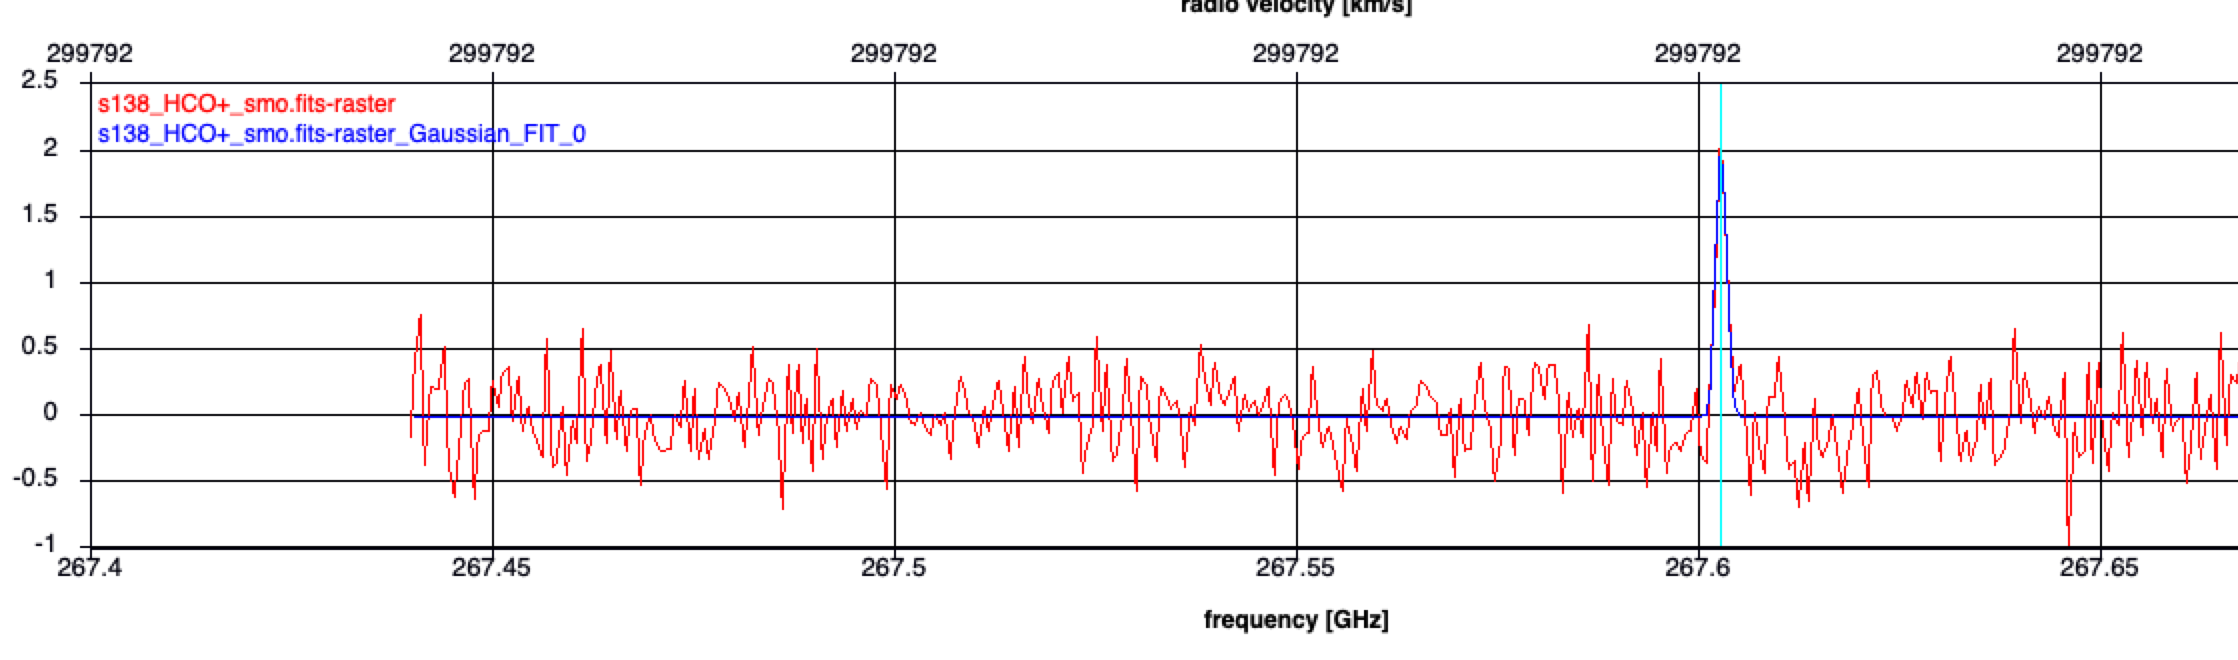 radio velocity [km/s]
299792 299792 299792 299792 299792 299792
2.5
s138_HCO+_smo.fits-raster
s138_HCO+_smo.fits-raster_Gaussian_FIT_0
2
1.5
1
0.5
0
-0.5
-1
267.4 267.45 267.5 267.55 267.6 267.65
frequency [GHz]